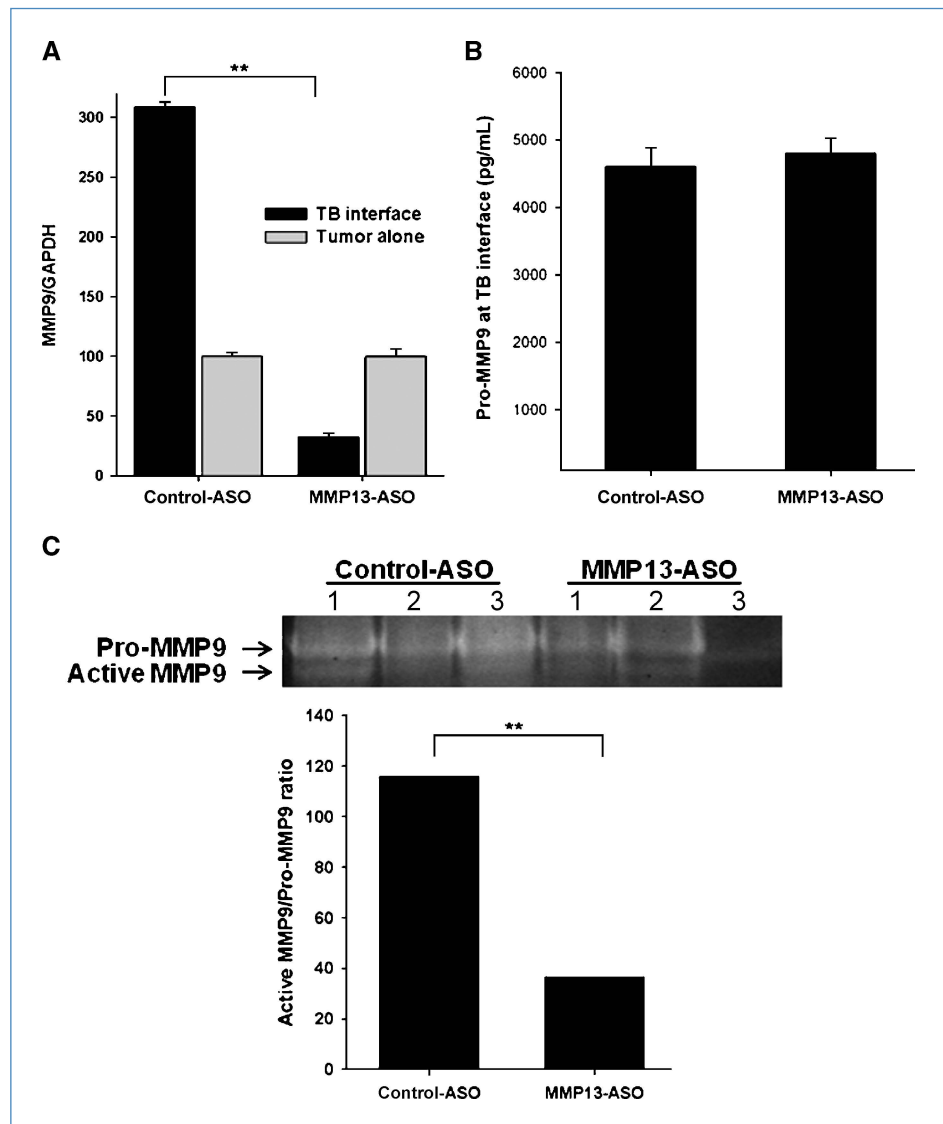 A
**
MMP9/GAPDH
300
250
200
150
100
50
0
TB interface
Tumor alone
Control-ASO MMP13-ASO
B
Pro-MMP9 at TB interface (pg/mL)
6000
5000
4000
3000
2000
1000
Control-ASO MMP13-ASO
C
Control-ASO MMP13-ASO
1 2 3 1 2 3
Pro-MMP9 →
Active MMP9 →
Active MMP9/Pro-MMP9 ratio
140
120
100
80
60
40
20
0
**
Control-ASO MMP13-ASO